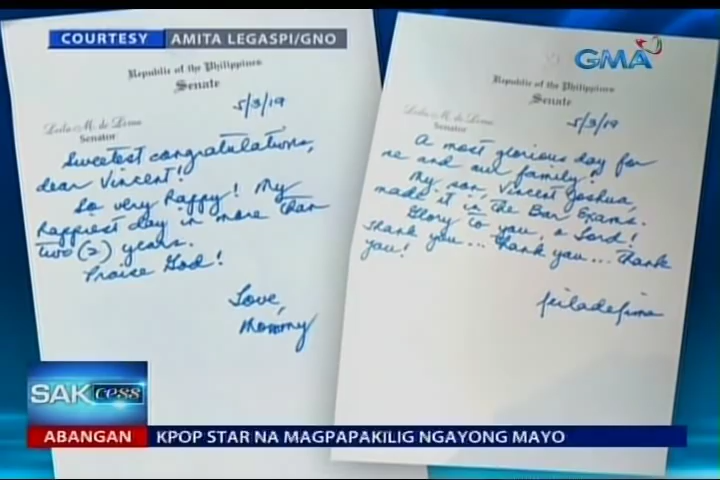 COURTESY AMITA LEGASPI/GNO
GMA
Republic of the Philippines
Senate
5/3/19
Leila M. de Lima
Senator
Sweetest congratulations,
dear Vincent!
So very happy! My
happiest day in more than
two (2) years.
Praise God!
Love,
Mommy
Republic of the Philippines
Senate
5/3/19
Leila M. de Lima
Senator
A most glorious day for
me and our family!
My son, Vincent Joshua,
made it in the Bar Exams.
Glory to you, o Lord!
Thank you... thank you... thank
you!
leiladelima
SAKcess
ABANGAN KPOP STAR NA MAGPAPAKILIG NGAYONG MAYO